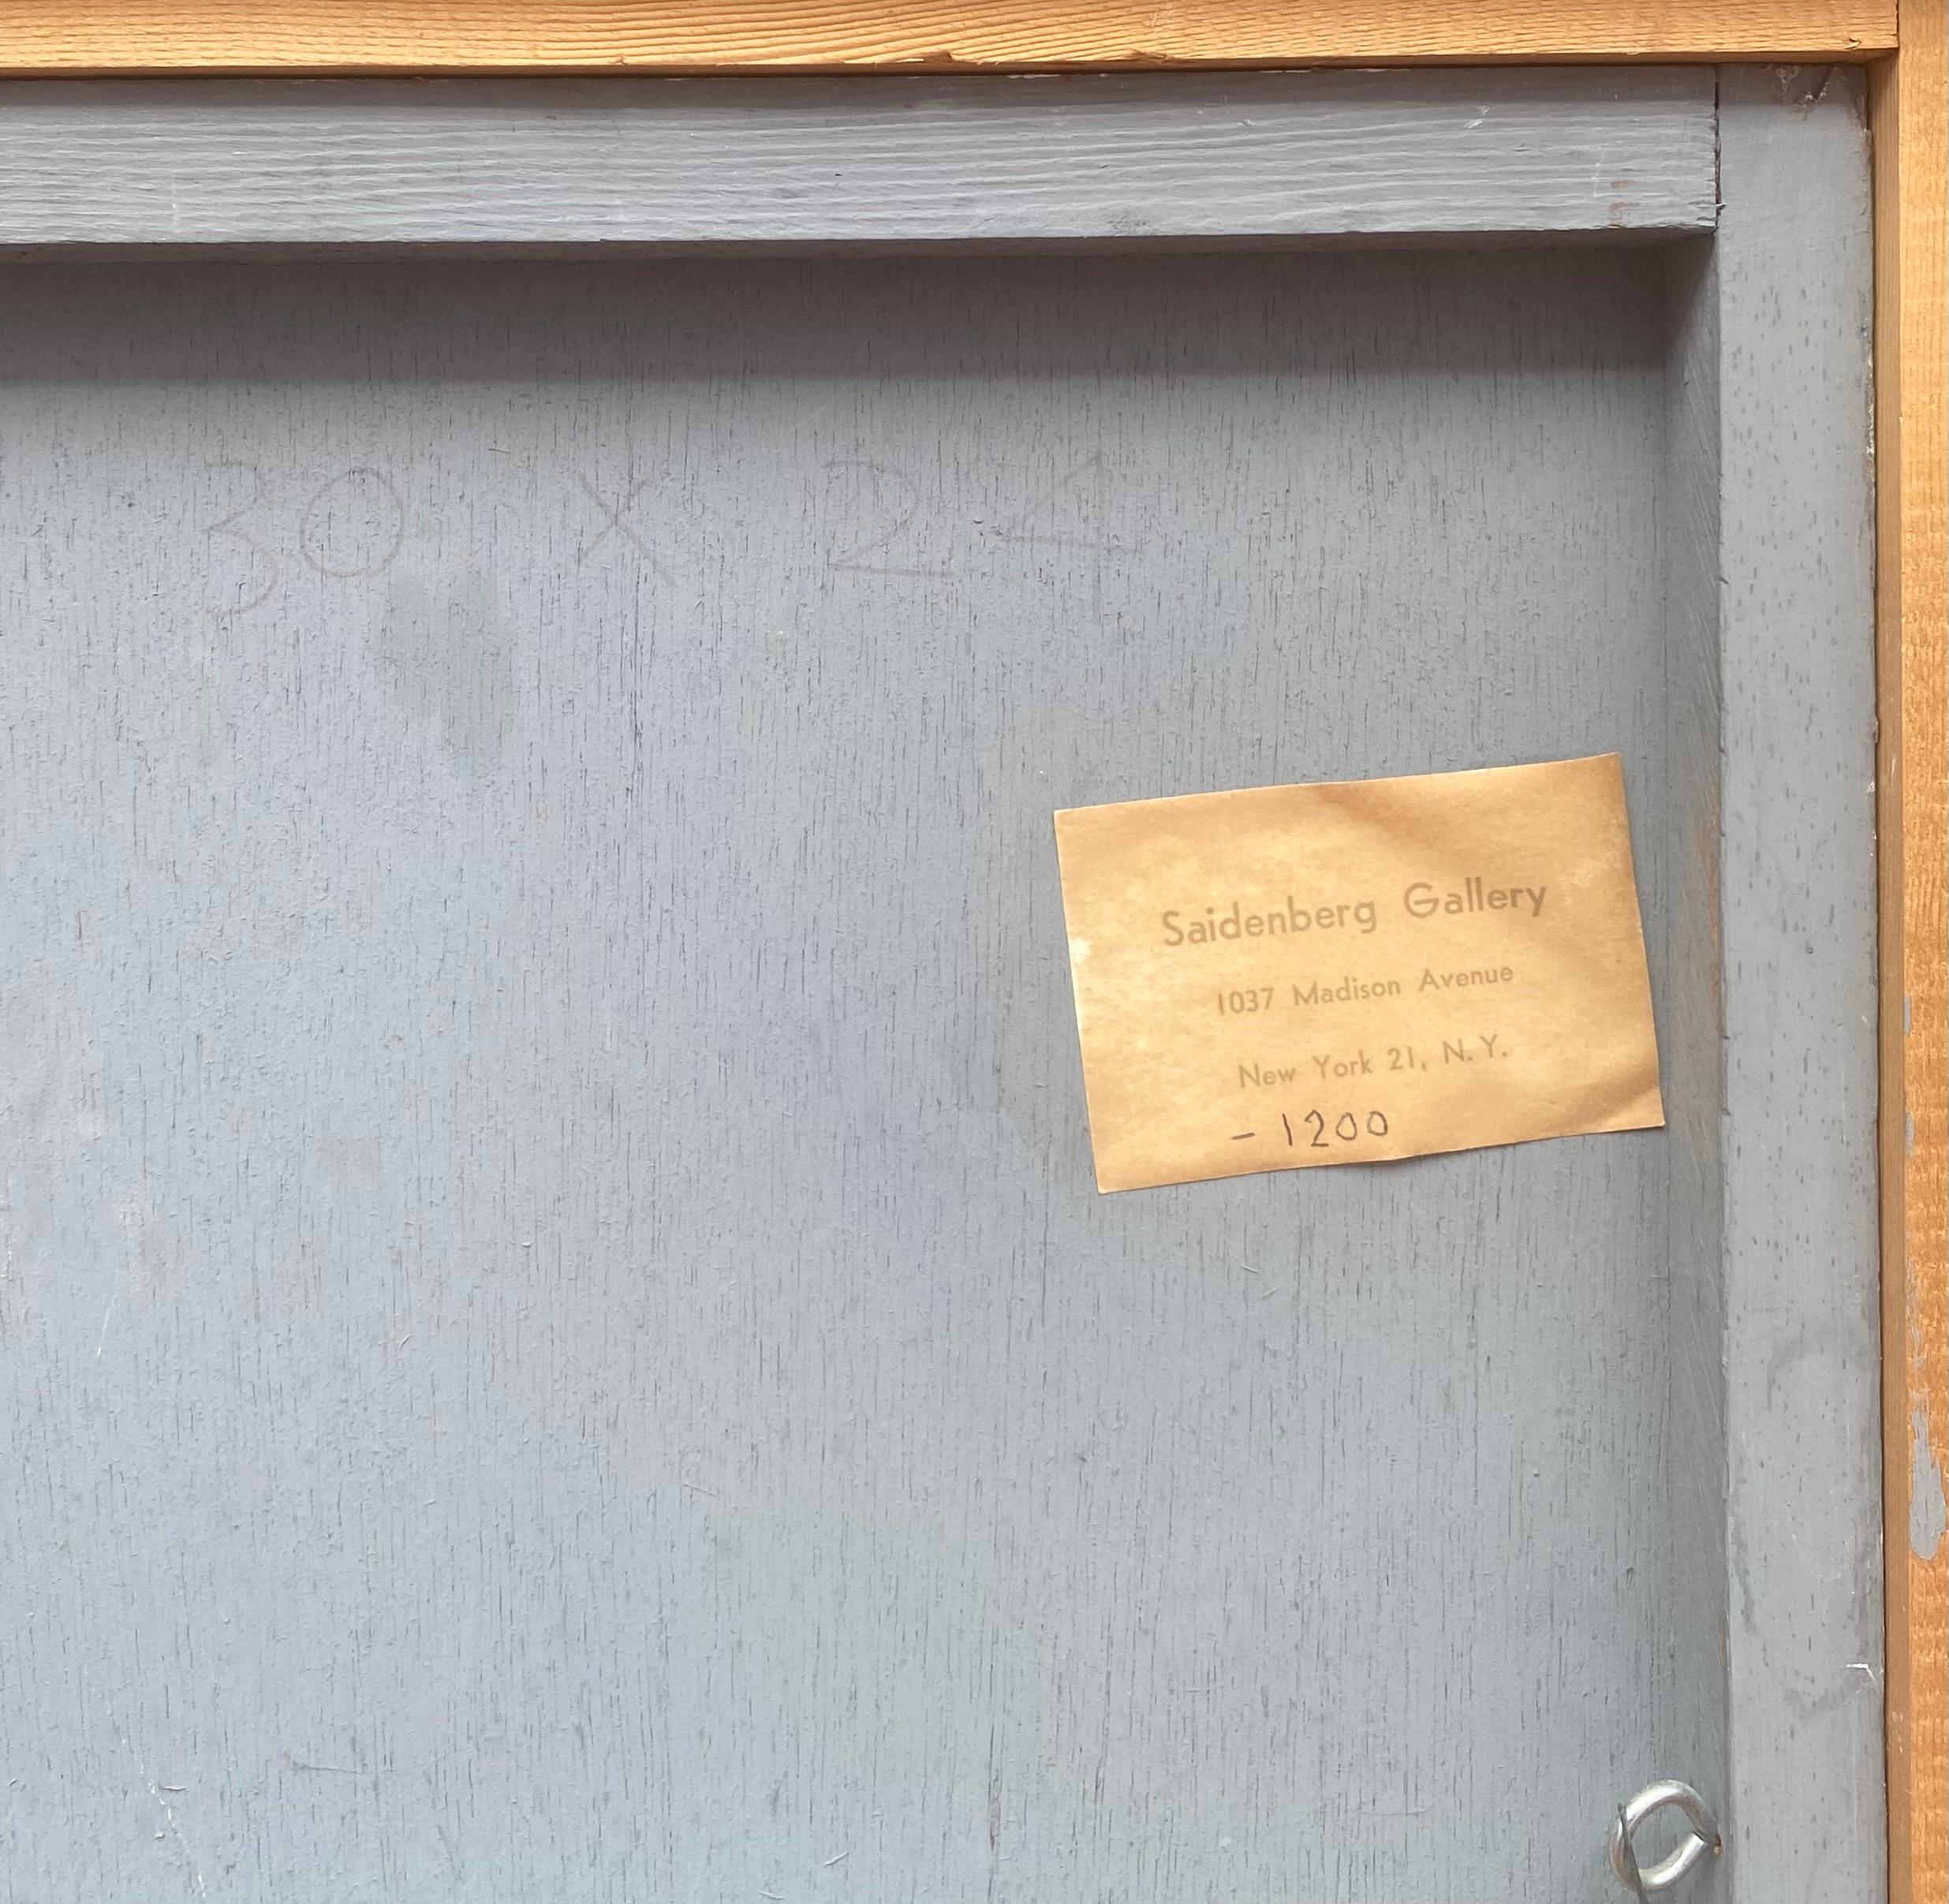 30 X 24
Saidenberg Gallery
1037 Madison Avenue
New York 21, N. Y.
- 1200